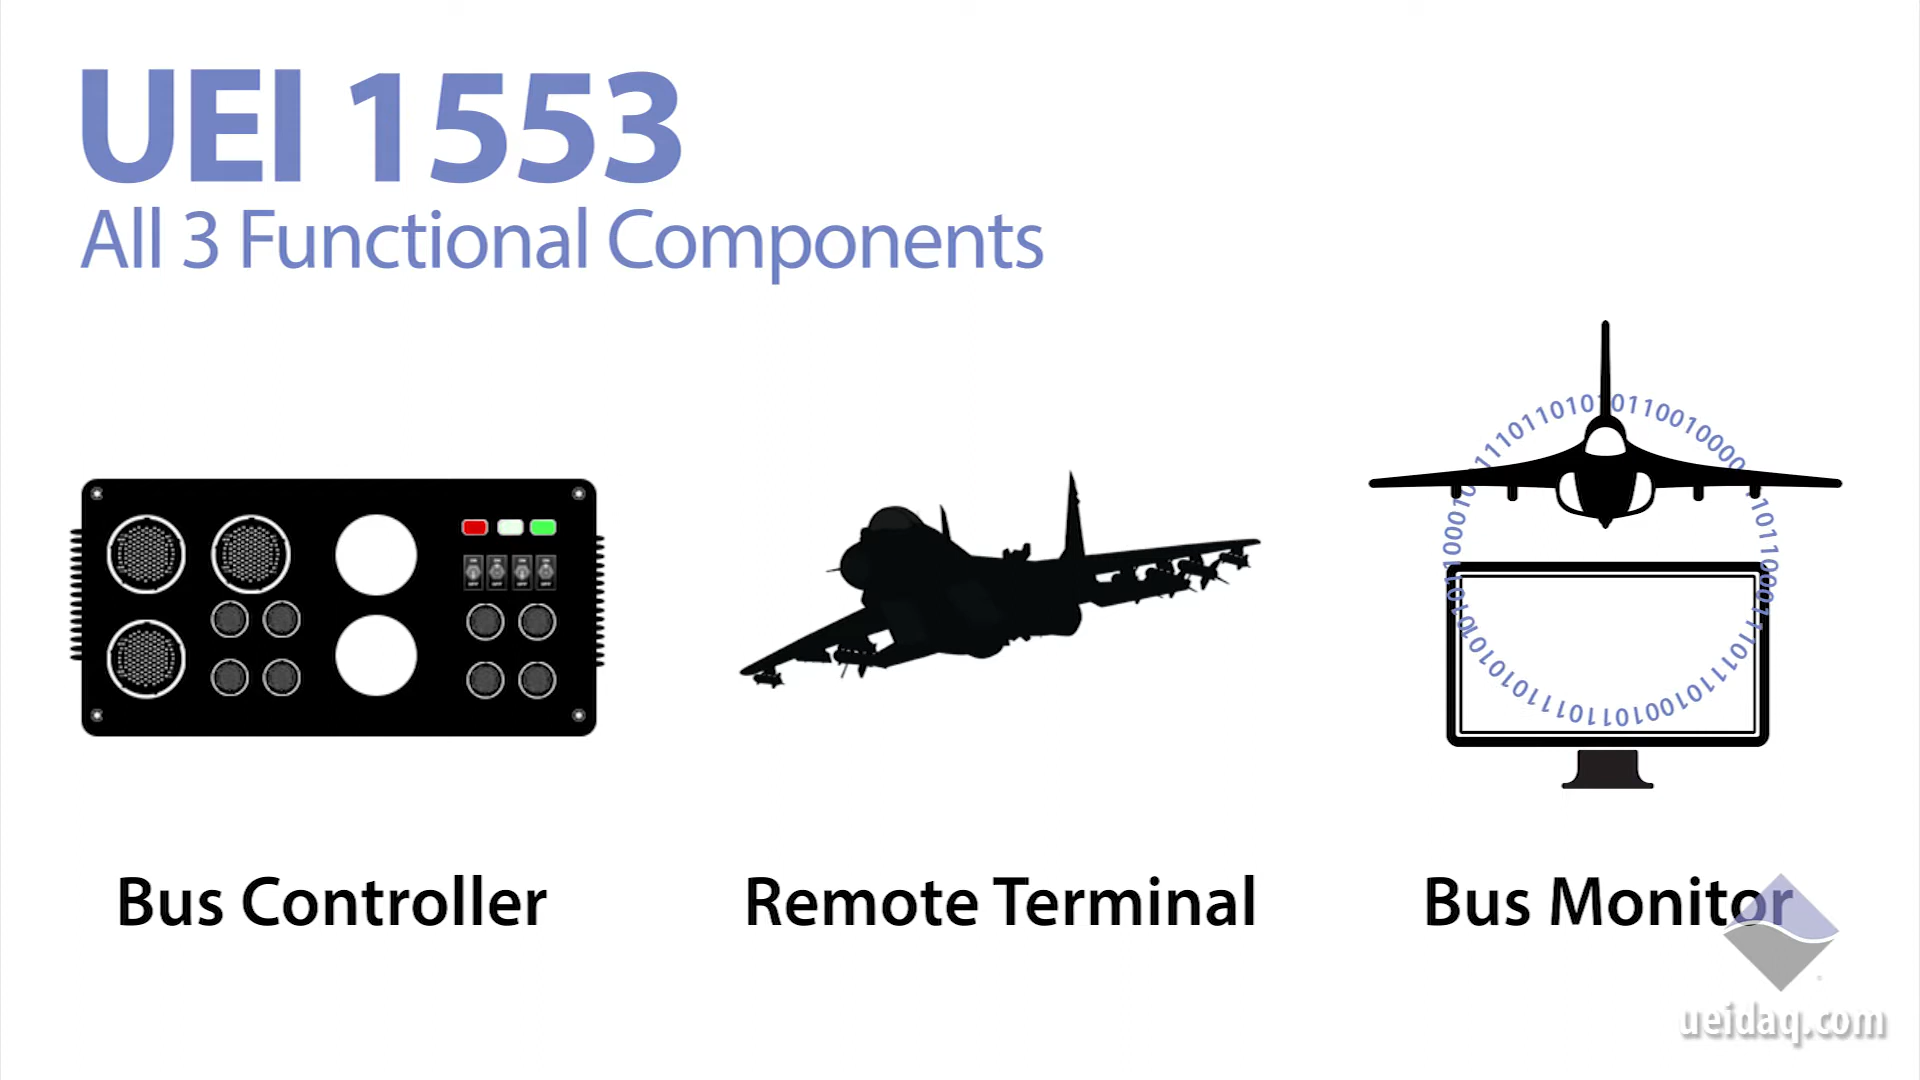 UEI 1553
All 3 Functional Components
Bus Controller
Remote Terminal
Bus Monitor
ueidaq.com